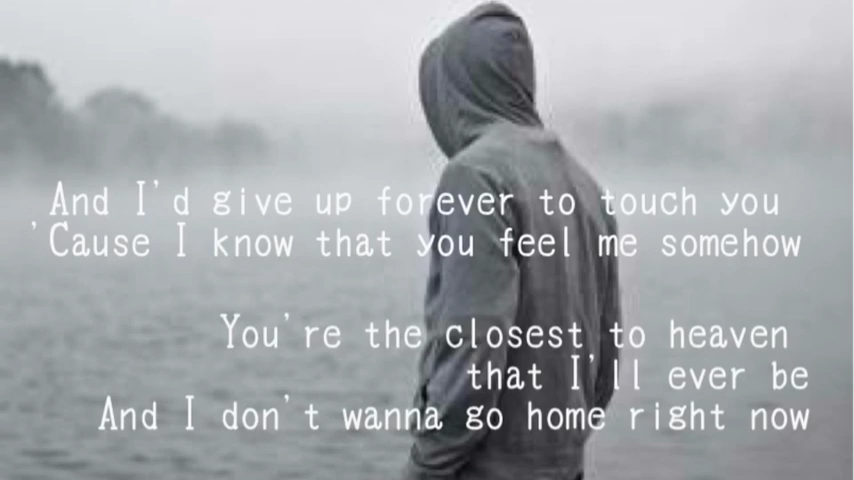 And I'd give up forever to touch you
'Cause I know that you feel me somehow
You're the closest to heaven
that I'll ever be
And I don't wanna go home right now